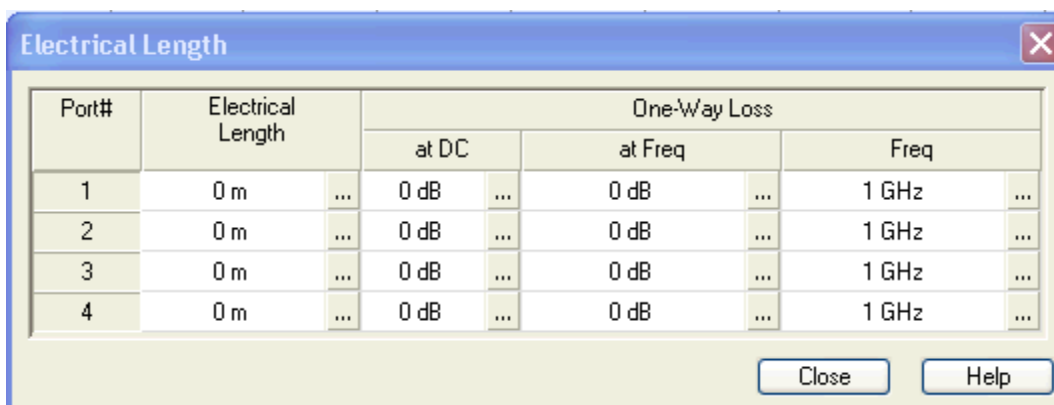 Electrical Length
Port# Electrical Length One-Way Loss
at DC at Freq Freq
1 0 m ... 0 dB ... 0 dB ... 1 GHz ...
2 0 m ... 0 dB ... 0 dB ... 1 GHz ...
3 0 m ... 0 dB ... 0 dB ... 1 GHz ...
4 0 m ... 0 dB ... 0 dB ... 1 GHz ...
Close Help